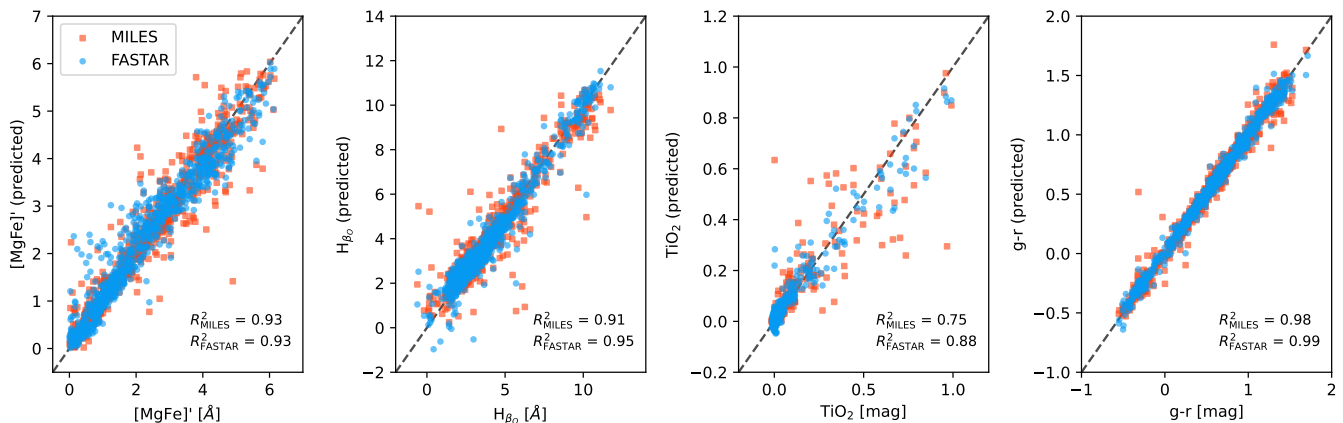 MILES
FASTAR
7
6
5
4
3
2
1
0
0 2 4 6
[MgFe]' (predicted)
[MgFe]' [Å]
R²MILES = 0.93
R²FASTAR = 0.93
14
12
10
8
6
4
2
0
−2
0 5 10
HβO (predicted)
HβO [Å]
R²MILES = 0.91
R²FASTAR = 0.95
1.2
1.0
0.8
0.6
0.4
0.2
0.0
−0.2
0.0 0.5 1.0
TiO₂ (predicted)
TiO₂ [mag]
R²MILES = 0.75
R²FASTAR = 0.88
2.0
1.5
1.0
0.5
0.0
−0.5
−1.0
−1 0 1 2
g-r (predicted)
g-r [mag]
R²MILES = 0.98
R²FASTAR = 0.99